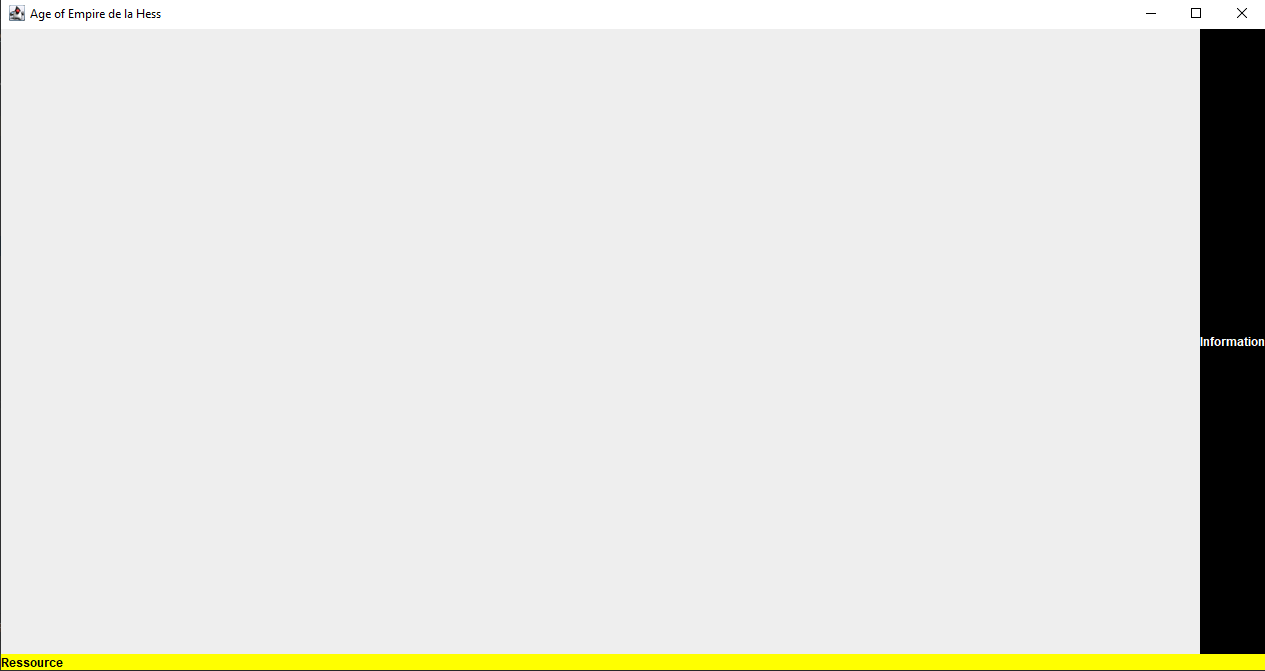 Age of Empire de la Hess
Information
Ressource